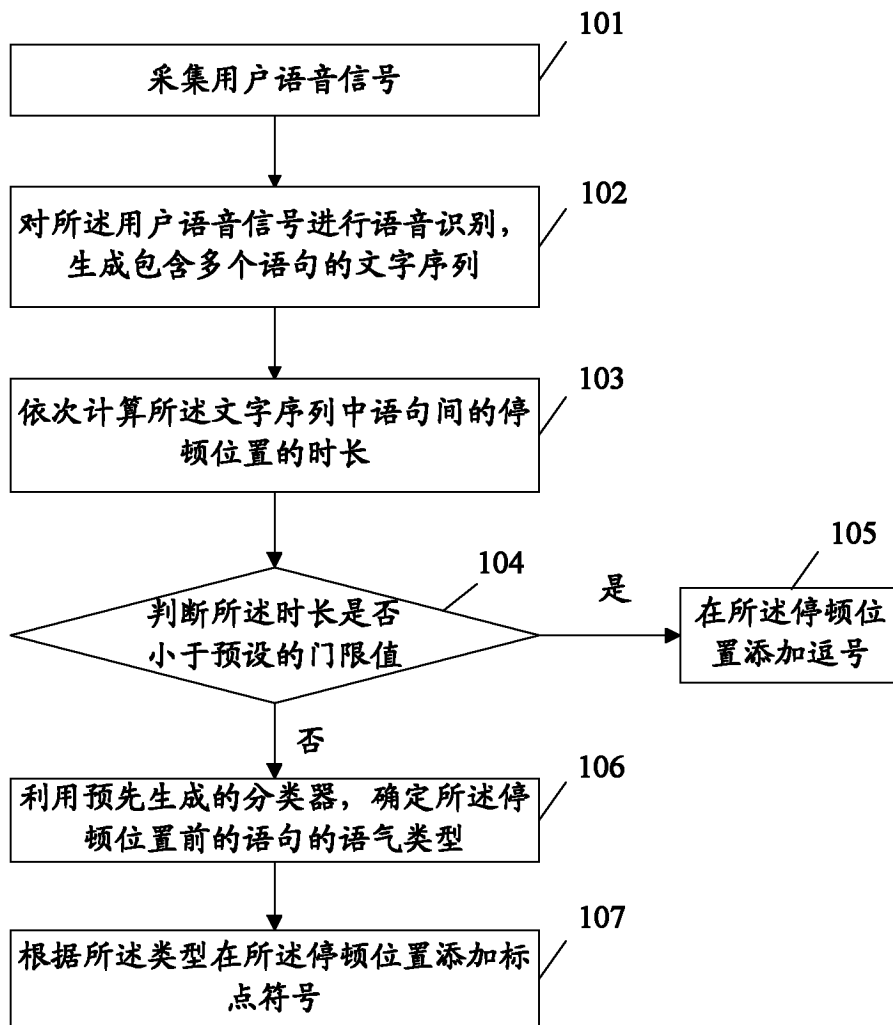 101
采集用户语音信号
102
对所述用户语音信号进行语音识别，
生成包含多个语句的文字序列
103
依次计算所述文字序列中语句间的停
顿位置的时长
104
判断所述时长是否
小于预设的门限值
是
105
在所述停顿位
置添加逗号
否
106
利用预先生成的分类器，确定所述停
顿位置前的语句的语气类型
107
根据所述类型在所述停顿位置添加标
点符号